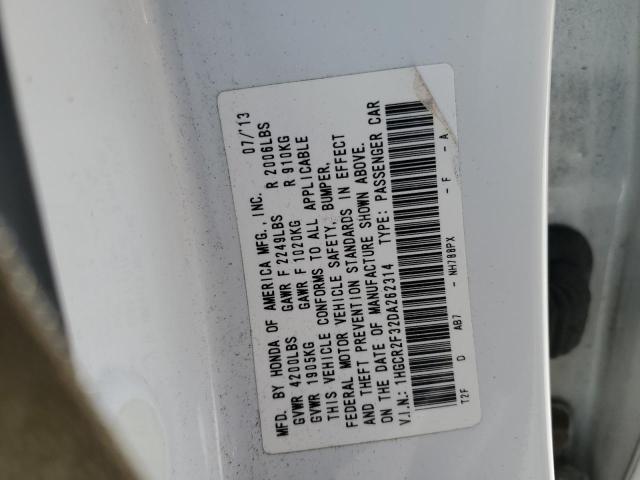 MFD. BY HONDA OF AMERICA MFG., INC. 07/'13
GVWR 4200LBS GAWR F 2249LBS R 2006LBS
GVWR 1905KG GAWR F 1020KG R 910KG
THIS VEHICLE CONFORMS TO ALL APPLICABLE
FEDERAL MOTOR VEHICLE SAFETY, BUMPER,
AND THEFT PREVENTION STANDARDS IN EFFECT
ON THE DATE OF MANUFACTURE SHOWN ABOVE.
V.I.N.: 1HGCR2F32DA262314 TYPE: PASSENGER CAR
T2F D AB7 - NH788PX - F - A